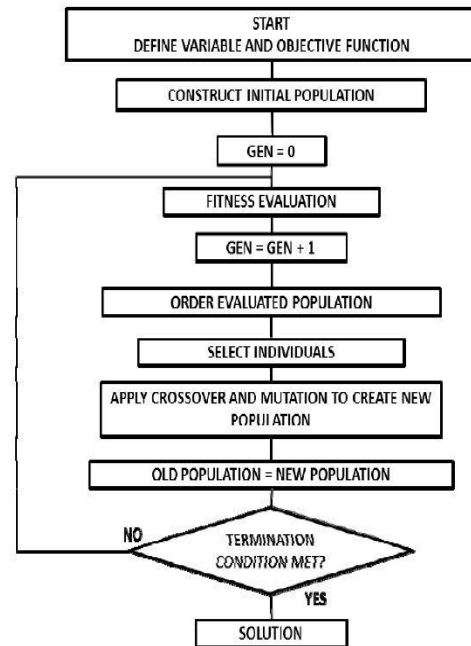 START
DEFINE VARIABLE AND OBJECTIVE FUNCTION
CONSTRUCT INITIAL POPULATION
GEN = 0
FITNESS EVALUATION
GEN = GEN + 1
ORDER EVALUATED POPULATION
SELECT INDIVIDUALS
APPLY CROSSOVER AND MUTATION TO CREATE NEW
POPULATION
OLD POPULATION = NEW POPULATION
NO
TERMINATION
CONDITION MET?
YES
SOLUTION